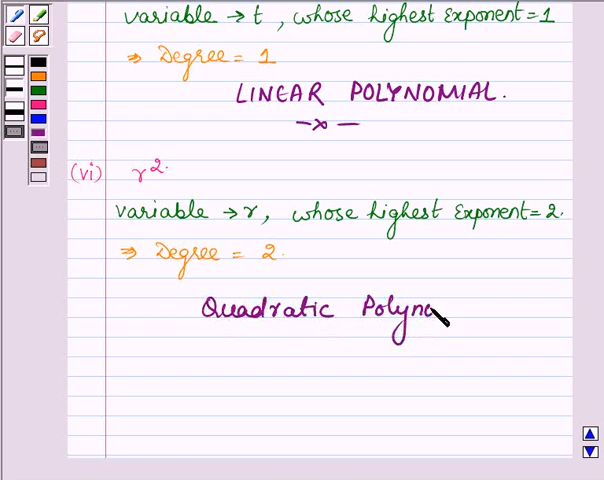 variable → t, whose highest Exponent = 1
⇒ Degree = 1
LINEAR POLYNOMIAL.
—x—
(vi) r².
variable → r, whose highest Exponent = 2.
⇒ Degree = 2.
Quadratic Polyno